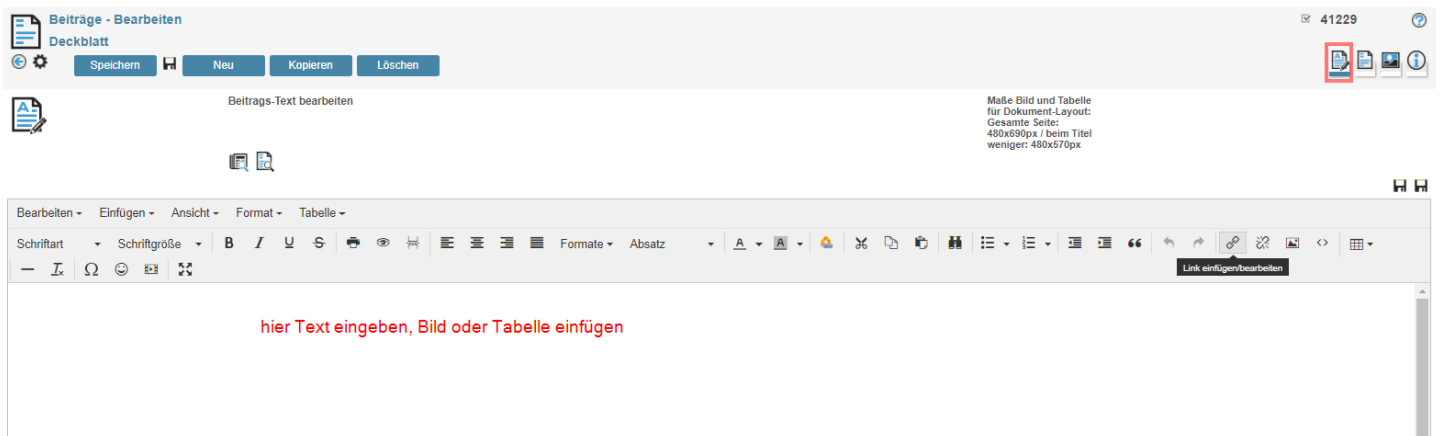 Beiträge - Bearbeiten
41229
Deckblatt
Speichern Neu Kopieren Löschen
Beitrags-Text bearbeiten
Maße Bild und Tabelle
für Dokument-Layout:
Gesamte Seite:
480x690px / beim Titel
weniger: 480x570px
Bearbeiten Einfügen Ansicht Format Tabelle
Schriftart Schriftgröße B I U S Formate Absatz A A
Link einfügen/bearbeiten
hier Text eingeben, Bild oder Tabelle einfügen